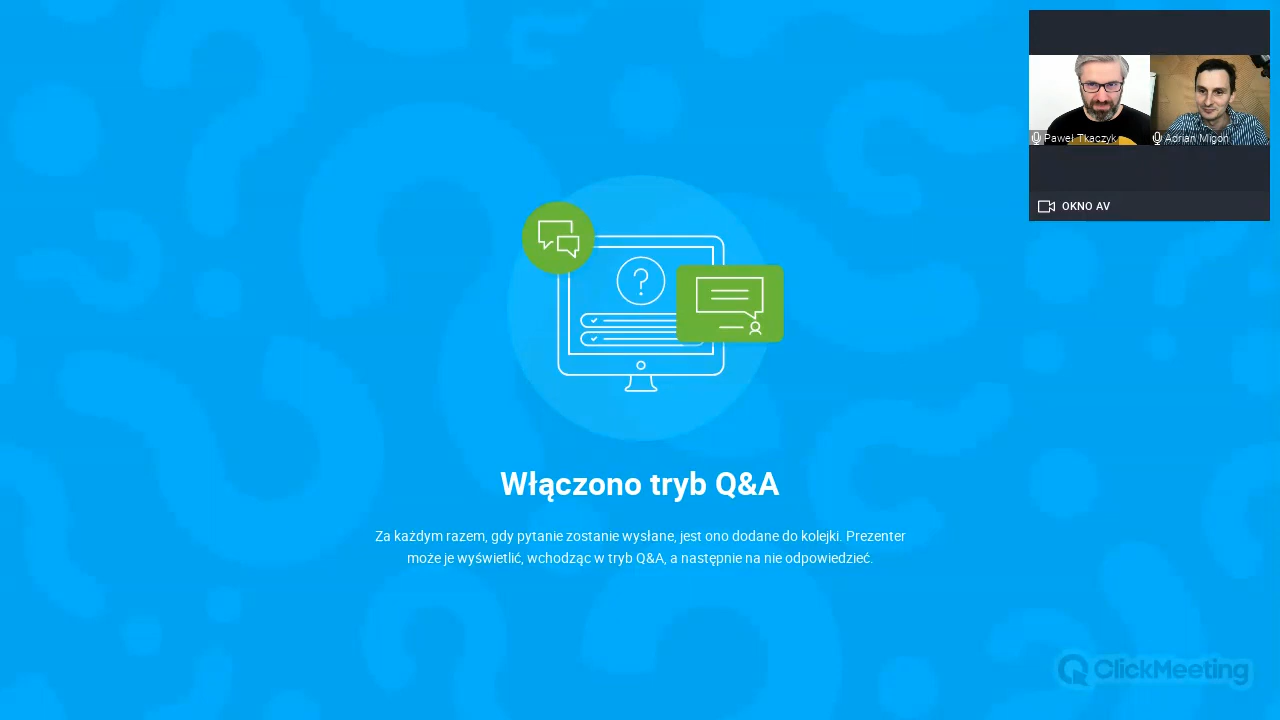 Paweł Tkaczyk
Adrian Migoń
OKNO AV
?
Włączono tryb Q&A
Za każdym razem, gdy pytanie zostanie wysłane, jest ono dodane do kolejki. Prezenter
może je wyświetlić, wchodząc w tryb Q&A, a następnie na nie odpowiedzieć.
ClickMeeting